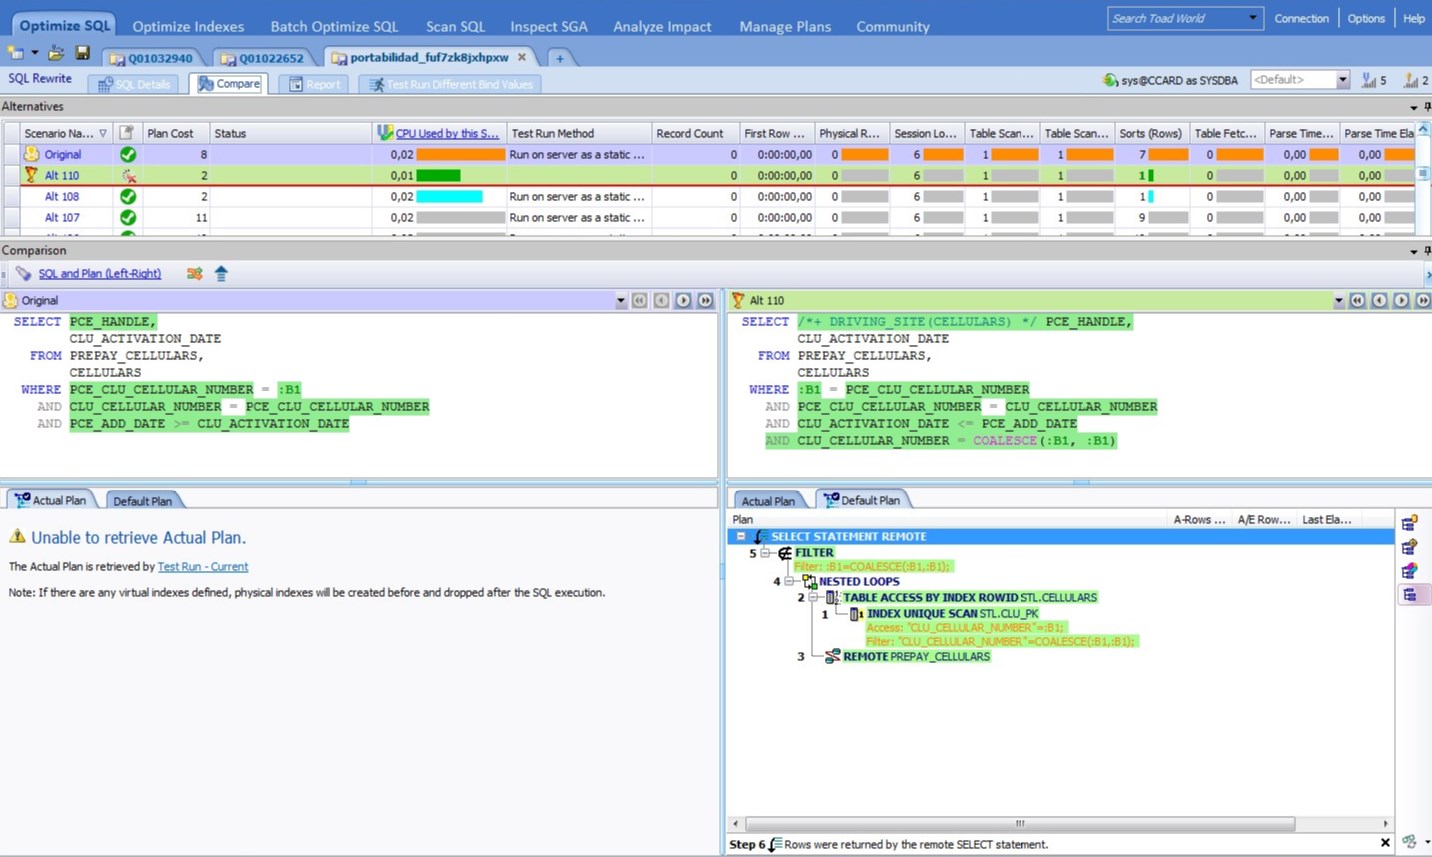 Optimize SQL Optimize Indexes Batch Optimize SQL Scan SQL Inspect SGA Analyze Impact Manage Plans Community Search Toad World Connection Options Help
Q01032940 Q01022652 portabilidad_fuf7zk8jxhpxw
SQL Rewrite SQL Details Compare Report Test Run Different Bind Values sys@CCARD as SYSDBA <Default> 5 2
Alternatives
Scenario Na... Plan Cost Status CPU Used by this S... Test Run Method Record Count First Row ... Physical R... Session Lo... Table Scan... Table Scan... Sorts (Rows) Table Fetc... Parse Time... Parse Time Ela
Original 8 0,02 Run on server as a static ... 0 0:00:00,00 0 6 1 1 7 0 0,00 0,00
Alt 110 2 0,01 0 0:00:00,00 0 6 1 1 1 0 0,00 0,00
Alt 108 2 0,02 Run on server as a static ... 0 0:00:00,00 0 6 1 1 1 0 0,00 0,00
Alt 107 11 0,02 Run on server as a static ... 0 0:00:00,00 0 6 1 1 9 0 0,00 0,00
Comparison
SQL and Plan (Left-Right)
Original
SELECT PCE_HANDLE,
CLU_ACTIVATION_DATE
FROM PREPAY_CELLULARS,
CELLULARS
WHERE PCE_CLU_CELLULAR_NUMBER = :B1
AND CLU_CELLULAR_NUMBER = PCE_CLU_CELLULAR_NUMBER
AND PCE_ADD_DATE >= CLU_ACTIVATION_DATE
Alt 110
SELECT /*+ DRIVING_SITE(CELLULARS) */ PCE_HANDLE,
CLU_ACTIVATION_DATE
FROM PREPAY_CELLULARS,
CELLULARS
WHERE :B1 = PCE_CLU_CELLULAR_NUMBER
AND PCE_CLU_CELLULAR_NUMBER = CLU_CELLULAR_NUMBER
AND CLU_ACTIVATION_DATE <= PCE_ADD_DATE
AND CLU_CELLULAR_NUMBER = COALESCE(:B1, :B1)
Actual Plan Default Plan
Unable to retrieve Actual Plan.
The Actual Plan is retrieved by Test Run - Current
Note: If there are any virtual indexes defined, physical indexes will be created before and dropped after the SQL execution.
Actual Plan Default Plan
Plan A-Rows ... A/E Row... Last Ela...
SELECT STATEMENT REMOTE
5 FILTER
Filter: :B1=COALESCE(:B1,:B1);
4 NESTED LOOPS
2 TABLE ACCESS BY INDEX ROWID STL.CELLULARS
1 INDEX UNIQUE SCAN STL.CLU_PK
Access: "CLU_CELLULAR_NUMBER"=:B1;
Filter: "CLU_CELLULAR_NUMBER"=COALESCE(:B1,:B1);
3 REMOTE PREPAY_CELLULARS
Step 6 Rows were returned by the remote SELECT statement.